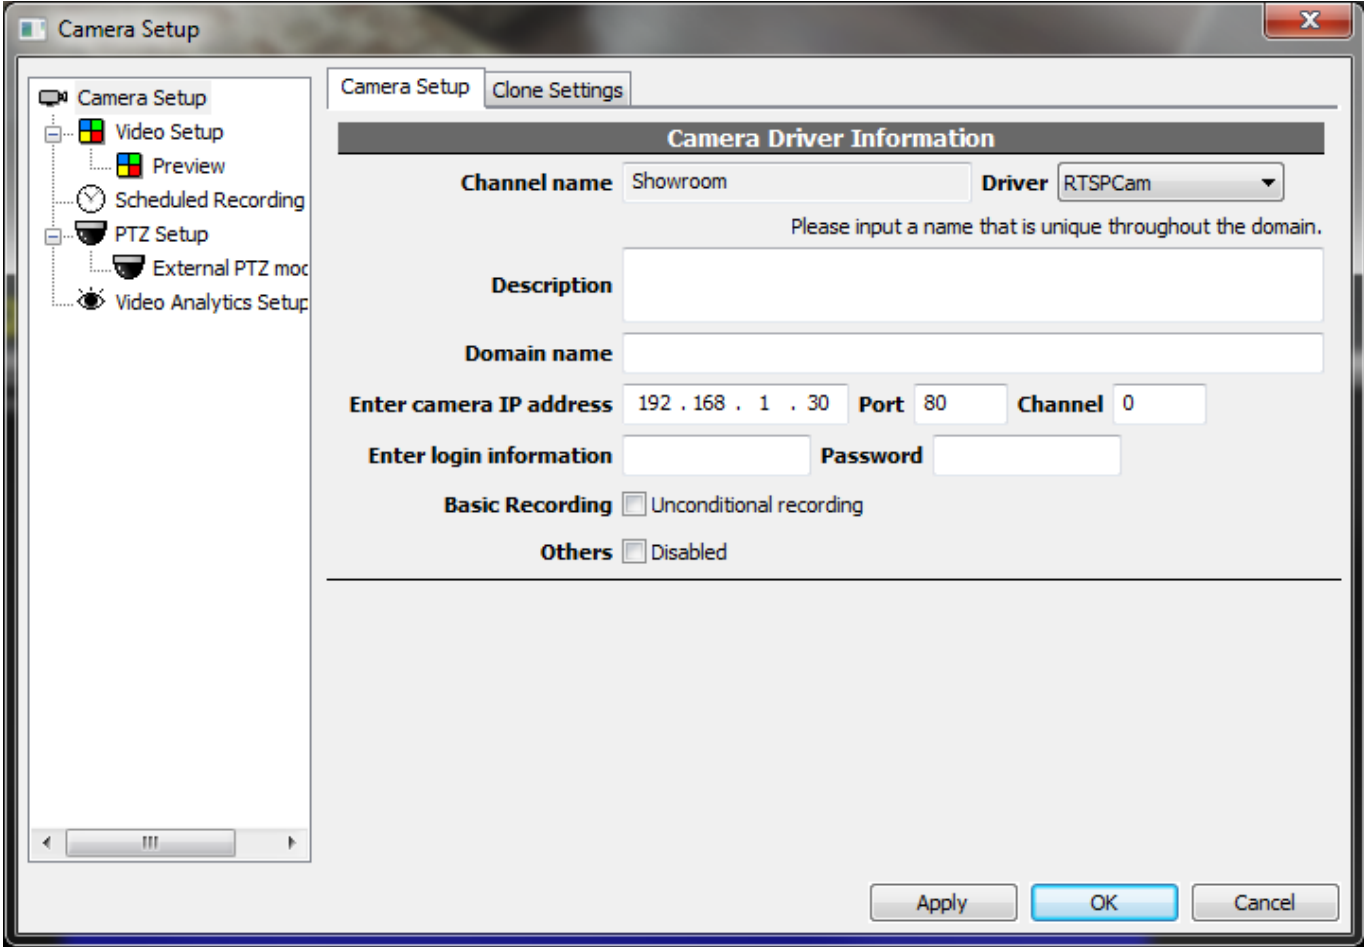 Camera Setup
Camera Setup
Video Setup
Preview
Scheduled Recording
PTZ Setup
External PTZ moc
Video Analytics Setup
Camera Setup
Clone Settings
Camera Driver Information
Channel name Showroom Driver RTSPCam
Please input a name that is unique throughout the domain.
Description
Domain name
Enter camera IP address 192 . 168 . 1 . 30 Port 80 Channel 0
Enter login information Password
Basic Recording Unconditional recording
Others Disabled
Apply OK Cancel